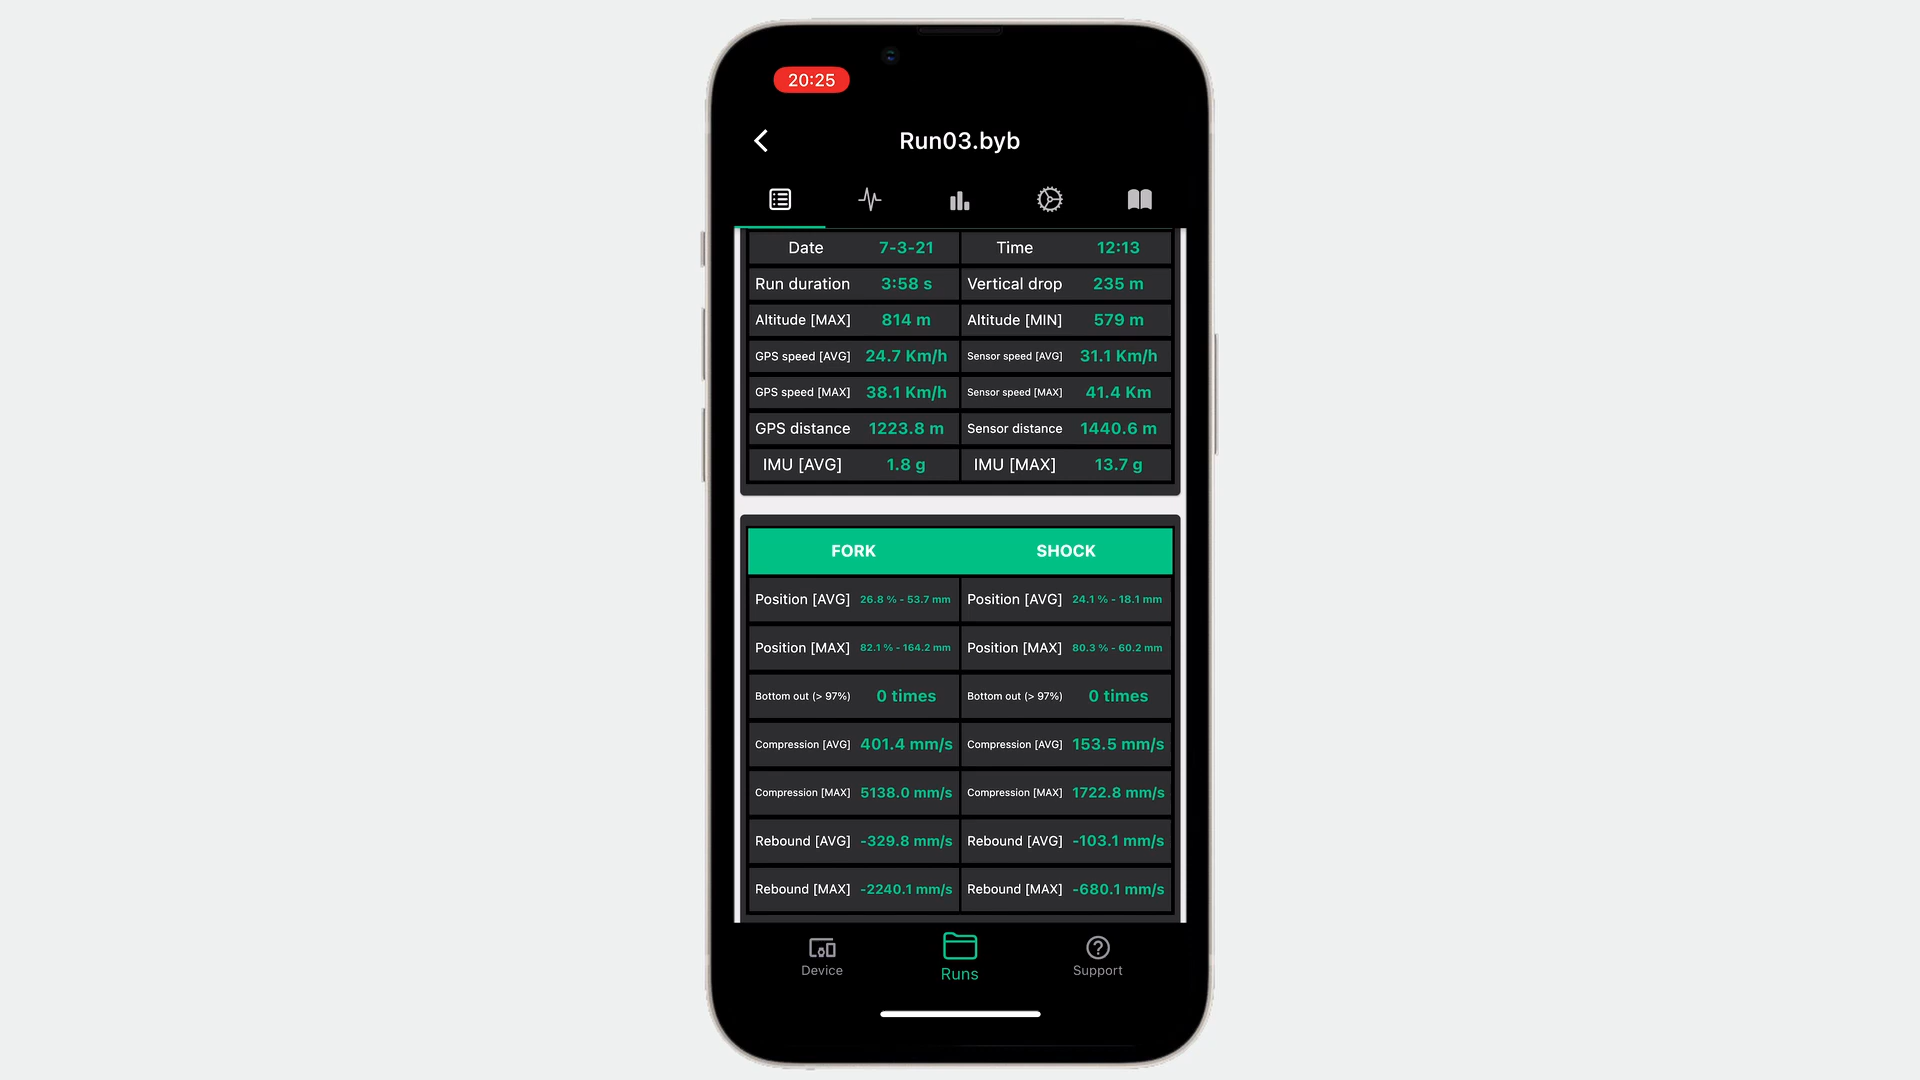 20:25
Run03.byb
Date 7-3-21 Time 12:13
Run duration 3:58 s Vertical drop 235 m
Altitude [MAX] 814 m Altitude [MIN] 579 m
GPS speed [AVG] 24.7 Km/h Sensor speed [AVG] 31.1 Km/h
GPS speed [MAX] 38.1 Km/h Sensor speed [MAX] 41.4 Km
GPS distance 1223.8 m Sensor distance 1440.6 m
IMU [AVG] 1.8 g IMU [MAX] 13.7 g
FORK SHOCK
Position [AVG] 26.8 % - 53.7 mm Position [AVG] 24.1 % - 18.1 mm
Position [MAX] 82.1 % - 164.2 mm Position [MAX] 80.3 % - 60.2 mm
Bottom out (> 97%) 0 times Bottom out (> 97%) 0 times
Compression [AVG] 401.4 mm/s Compression [AVG] 153.5 mm/s
Compression [MAX] 5138.0 mm/s Compression [MAX] 1722.8 mm/s
Rebound [AVG] -329.8 mm/s Rebound [AVG] -103.1 mm/s
Rebound [MAX] -2240.1 mm/s Rebound [MAX] -680.1 mm/s
Device Runs Support